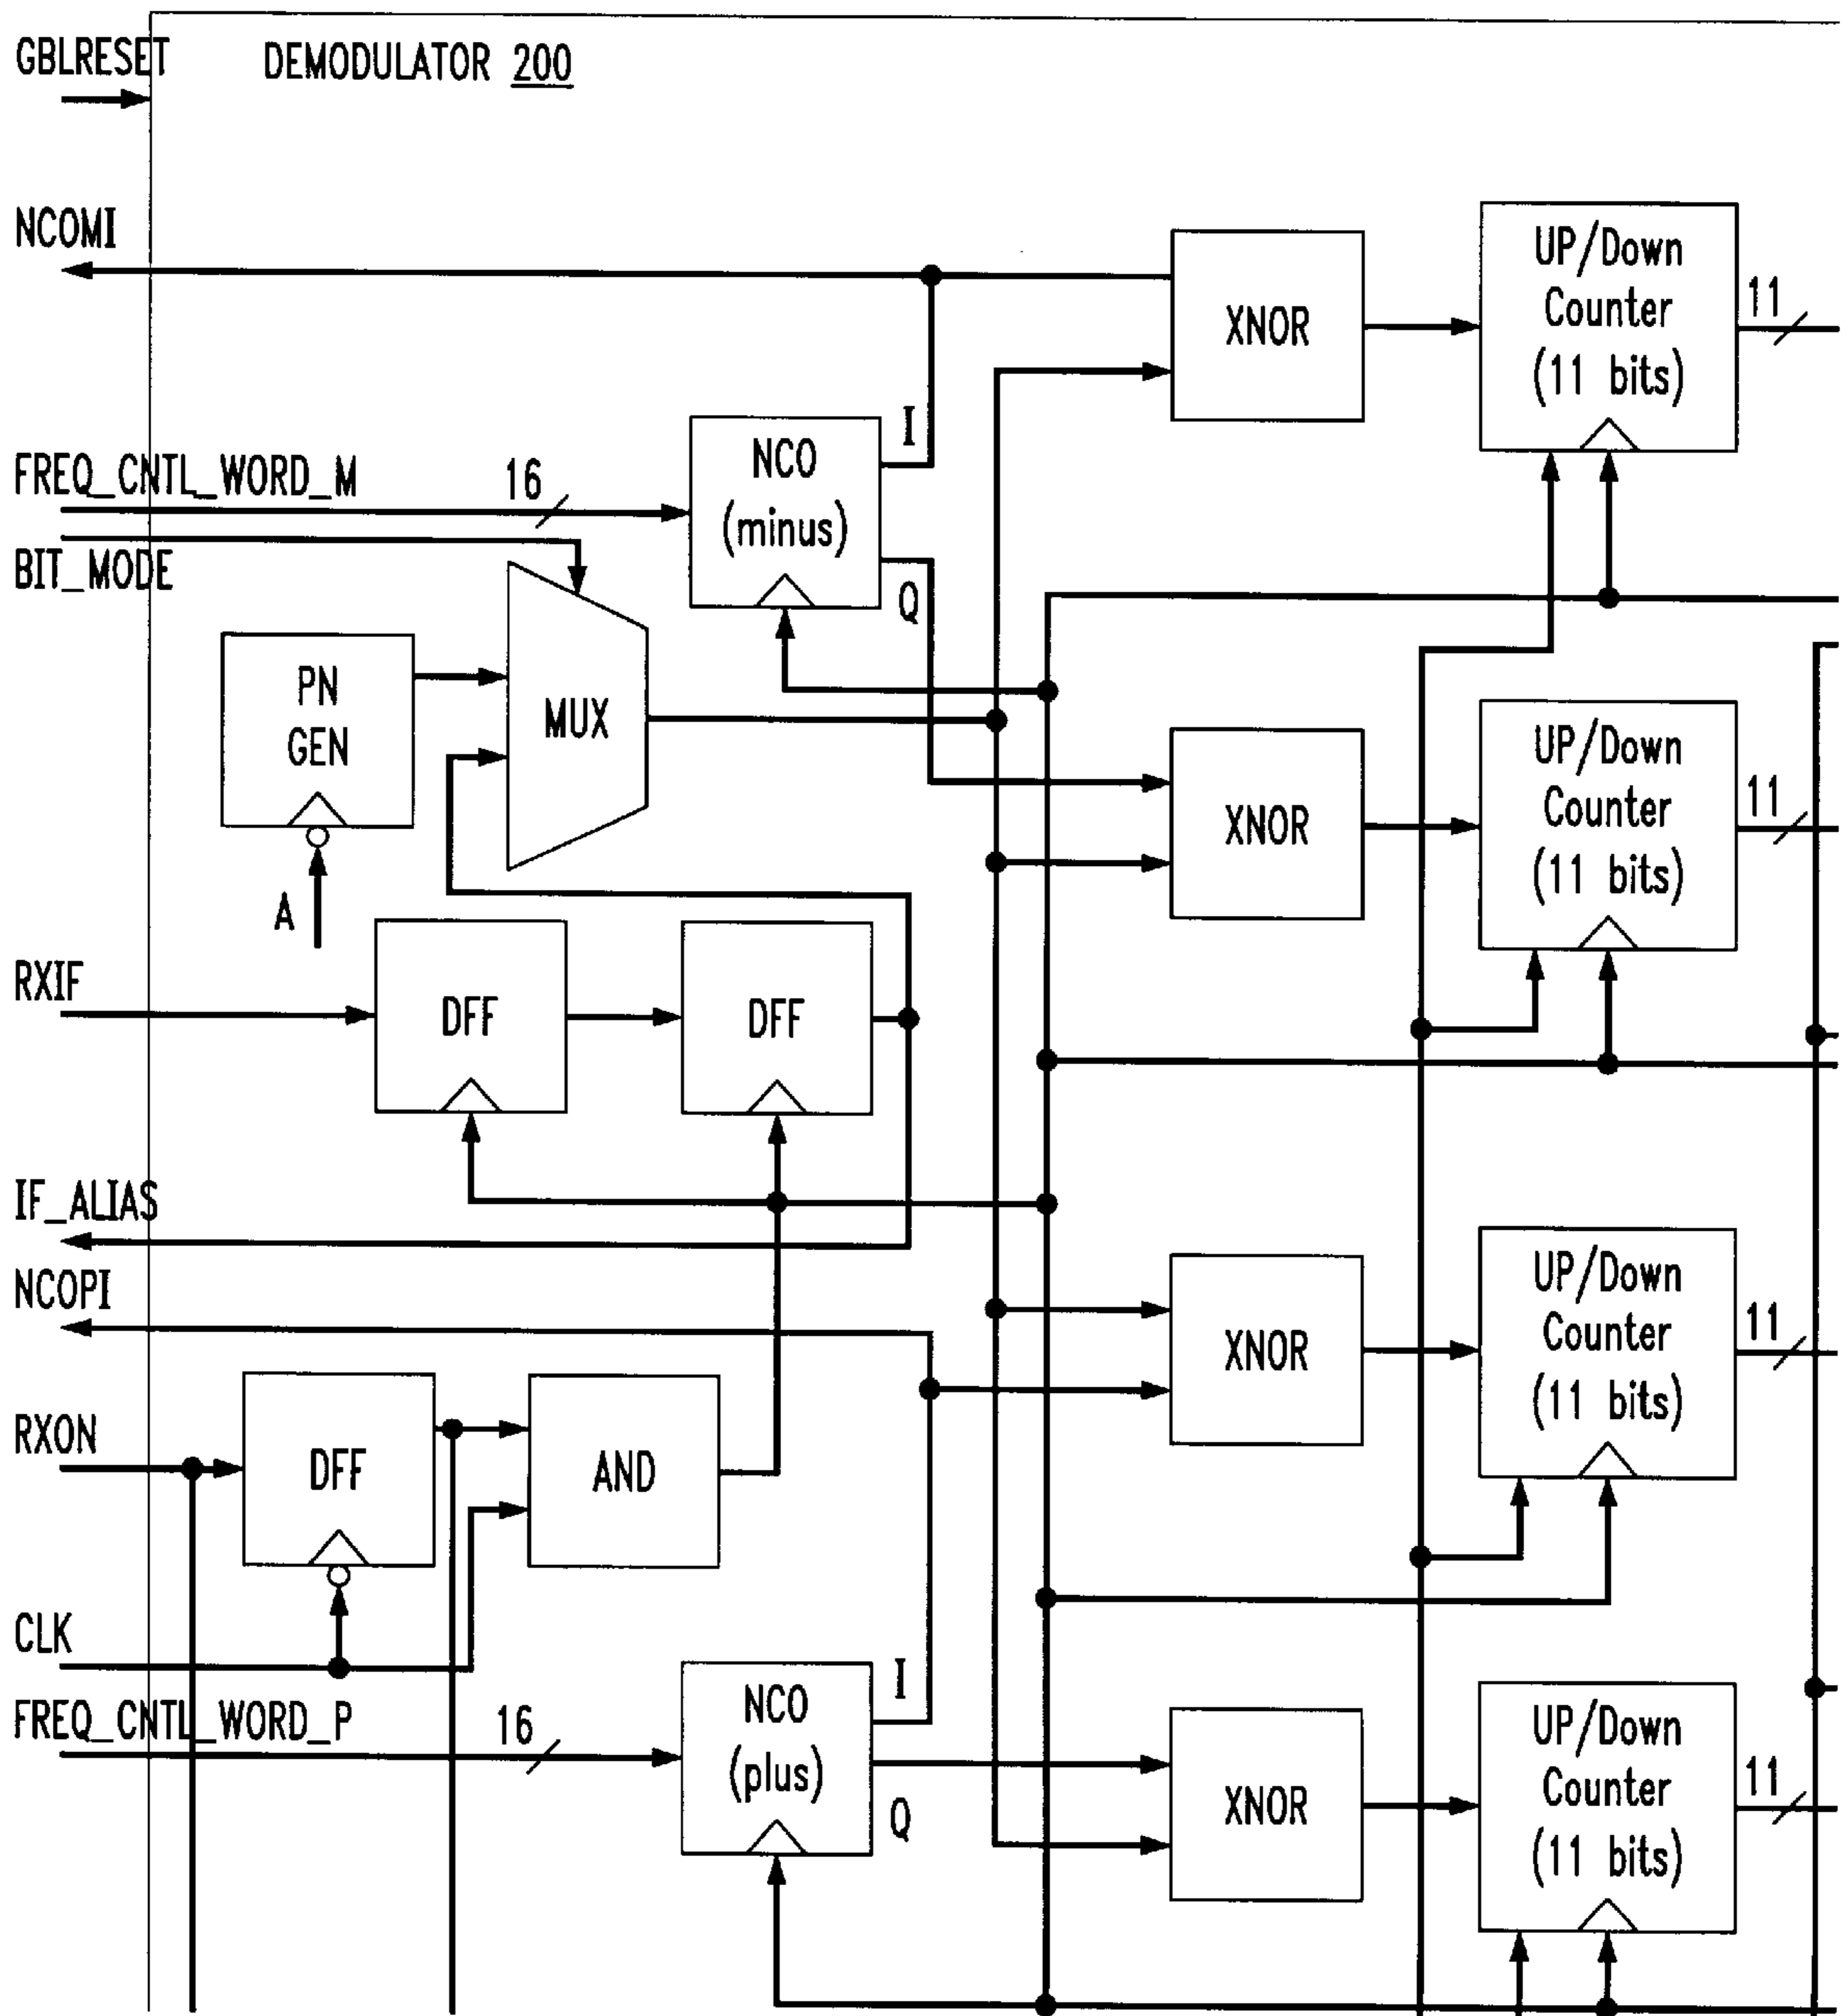 GBLRESET
DEMODULATOR 200
NCOMI
XNOR
UP/Down
Counter
(11 bits)
11
FREQ_CNTL_WORD_M
16
NCO
(minus)
I
Q
BIT_MODE
PN
GEN
MUX
A
XNOR
UP/Down
Counter
(11 bits)
11
RXIF
DFF
DFF
IF_ALIAS
NCOPI
XNOR
UP/Down
Counter
(11 bits)
11
RXON
DFF
AND
CLK
FREQ_CNTL_WORD_P
16
NCO
(plus)
I
Q
XNOR
UP/Down
Counter
(11 bits)
11